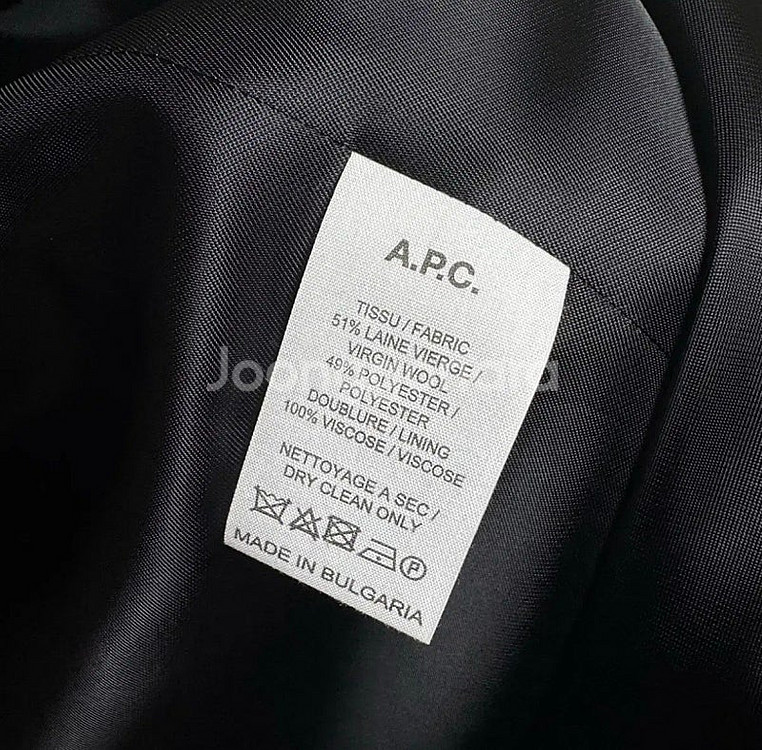 A.P.C.
TISSU / FABRIC
51% LAINE VIERGE /
VIRGIN WOOL
49% POLYESTER /
POLYESTER
DOUBLURE / LINING
100% VISCOSE / VISCOSE
NETTOYAGE A SEC /
DRY CLEAN ONLY
P
MADE IN BULGARIA